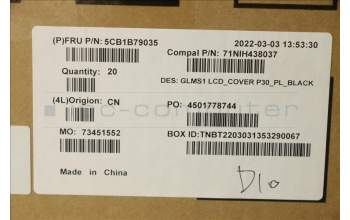 (P)FRU P/N: 5CB1B79035
2022-03-03 13:53:30
Compal P/N: 71NIH438037
Quantity: 20
DES: GLMS1 LCD_COVER P30_PL_BLACK
(4L)Origion: CN
PO: 4501778744
MO: 73451552
BOX ID:TNBT2203031353290067
Made in China
D10